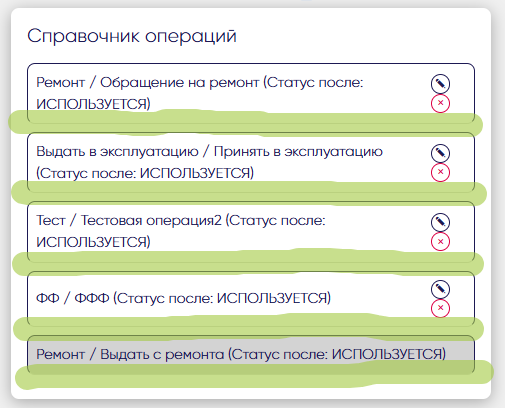 Справочник операций
Ремонт / Обращение на ремонт (Статус после:
ИСПОЛЬЗУЕТСЯ)
Выдать в эксплуатацию / Принять в эксплуатацию
(Статус после: ИСПОЛЬЗУЕТСЯ)
Тест / Тестовая операция2 (Статус после:
ИСПОЛЬЗУЕТСЯ)
ФФ / ФФФ (Статус после: ИСПОЛЬЗУЕТСЯ)
Ремонт / Выдать с ремонта (Статус после: ИСПОЛЬЗУЕТСЯ)